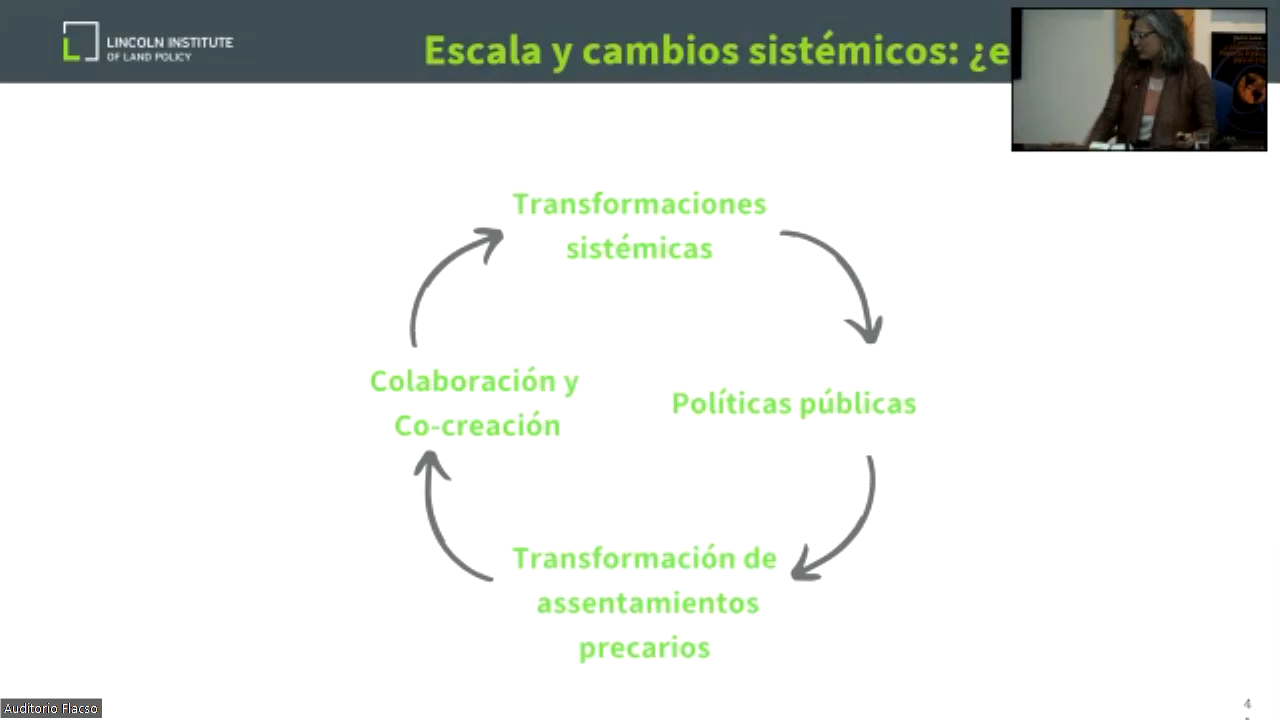 LINCOLN INSTITUTE
OF LAND POLICY
Escala y cambios sistémicos: ¿e
Transformaciones
sistémicas
Colaboración y
Co-creación
Políticas públicas
Transformación de
assentamientos
precarios
Auditorio Flacso
4